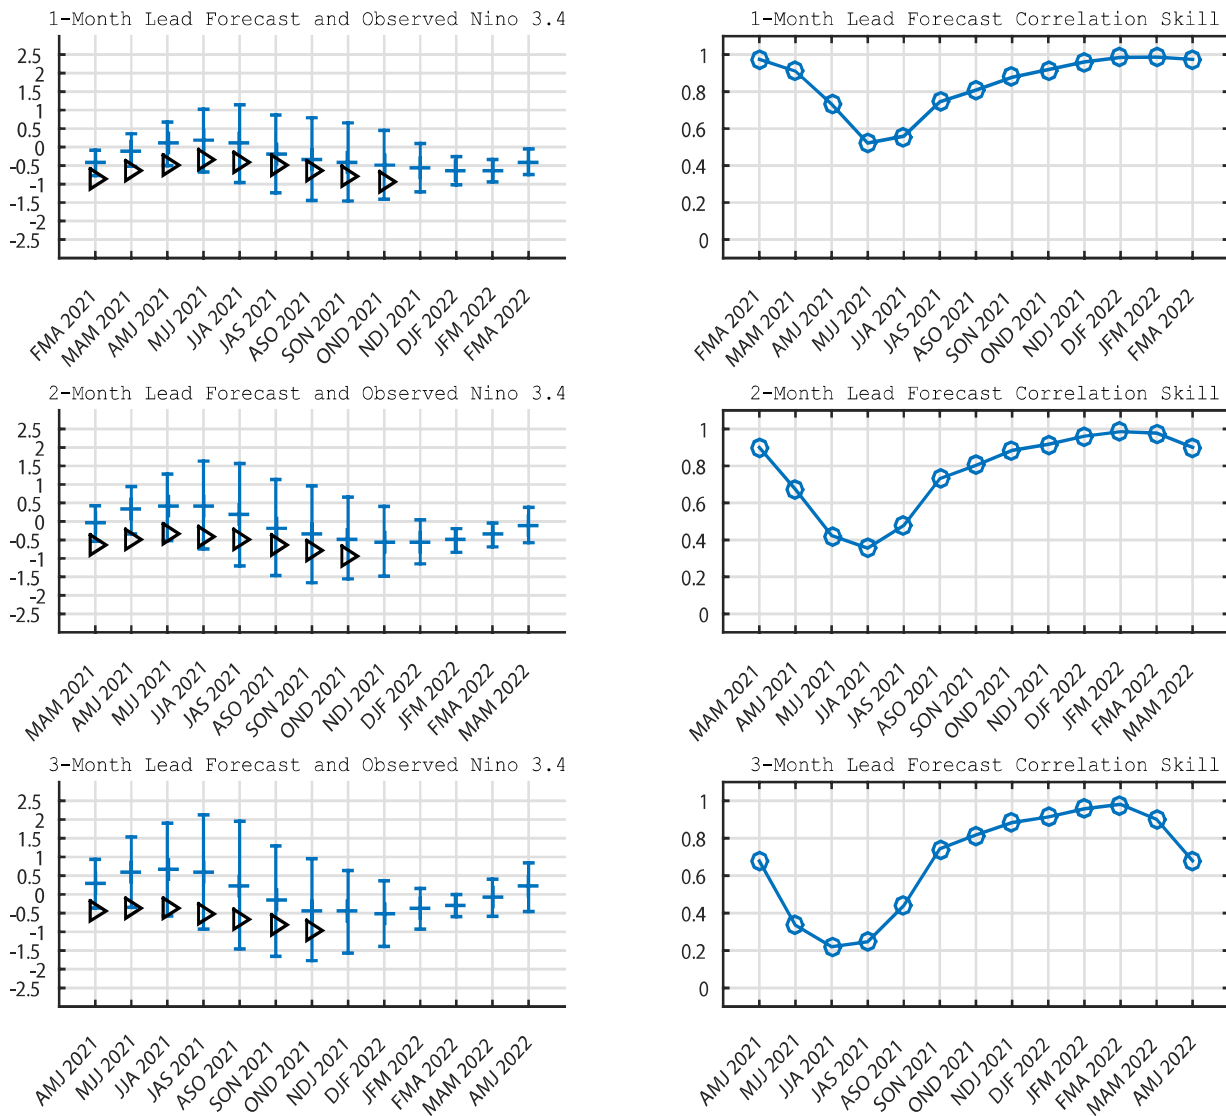 1-Month Lead Forecast and Observed Nino 3.4
2.5
2
1.5
1
0.5
0
-0.5
-1
-1.5
-2
-2.5
FMA 2021
MAM 2021
AMJ 2021
MJJ 2021
JJA 2021
JAS 2021
ASO 2021
SON 2021
OND 2021
NDJ 2021
DJF 2022
JFM 2022
FMA 2022
1-Month Lead Forecast Correlation Skill
1
0.8
0.6
0.4
0.2
0
FMA 2021
MAM 2021
AMJ 2021
MJJ 2021
JJA 2021
JAS 2021
ASO 2021
SON 2021
OND 2021
NDJ 2021
DJF 2022
JFM 2022
FMA 2022
2-Month Lead Forecast and Observed Nino 3.4
2.5
2
1.5
1
0.5
0
-0.5
-1
-1.5
-2
-2.5
MAM 2021
AMJ 2021
MJJ 2021
JJA 2021
JAS 2021
ASO 2021
SON 2021
OND 2021
NDJ 2021
DJF 2022
JFM 2022
FMA 2022
MAM 2022
2-Month Lead Forecast Correlation Skill
1
0.8
0.6
0.4
0.2
0
MAM 2021
AMJ 2021
MJJ 2021
JJA 2021
JAS 2021
ASO 2021
SON 2021
OND 2021
NDJ 2021
DJF 2022
JFM 2022
FMA 2022
MAM 2022
3-Month Lead Forecast and Observed Nino 3.4
2.5
2
1.5
1
0.5
0
-0.5
-1
-1.5
-2
-2.5
AMJ 2021
MJJ 2021
JJA 2021
JAS 2021
ASO 2021
SON 2021
OND 2021
NDJ 2021
DJF 2022
JFM 2022
FMA 2022
MAM 2022
AMJ 2022
3-Month Lead Forecast Correlation Skill
1
0.8
0.6
0.4
0.2
0
AMJ 2021
MJJ 2021
JJA 2021
JAS 2021
ASO 2021
SON 2021
OND 2021
NDJ 2021
DJF 2022
JFM 2022
FMA 2022
MAM 2022
AMJ 2022